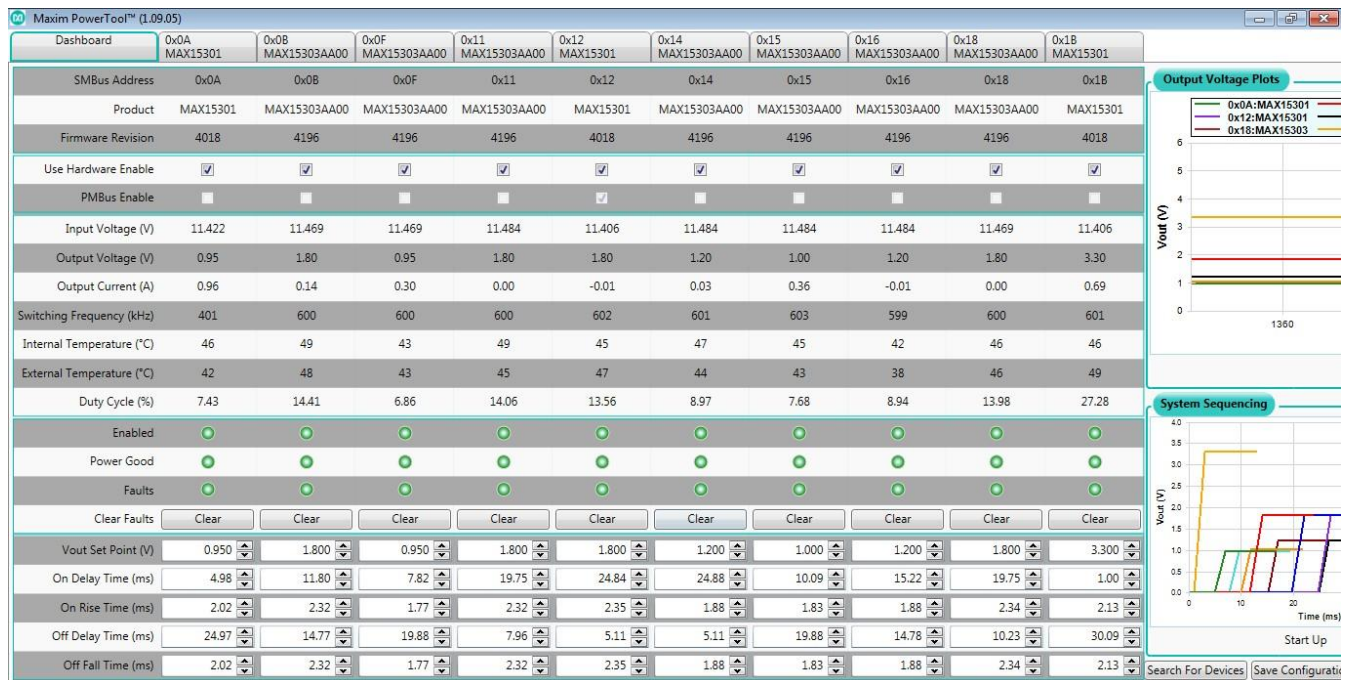 Maxim PowerTool™ (1.09.05)
Dashboard 0x0A 0x0B 0x0F 0x11 0x12 0x14 0x15 0x16 0x18 0x1B
MAX15301 MAX15303AA00 MAX15303AA00 MAX15303AA00 MAX15301 MAX15303AA00 MAX15303AA00 MAX15303AA00 MAX15303AA00 MAX15301
SMBus Address 0x0A 0x0B 0x0F 0x11 0x12 0x14 0x15 0x16 0x18 0x1B
Product MAX15301 MAX15303AA00 MAX15303AA00 MAX15303AA00 MAX15301 MAX15303AA00 MAX15303AA00 MAX15303AA00 MAX15303AA00 MAX15301
Firmware Revision 4018 4196 4196 4196 4018 4196 4196 4196 4196 4018
Use Hardware Enable
PMBus Enable
Input Voltage (V) 11.422 11.469 11.469 11.484 11.406 11.484 11.484 11.484 11.469 11.406
Output Voltage (V) 0.95 1.80 0.95 1.80 1.80 1.20 1.00 1.20 1.80 3.30
Output Current (A) 0.96 0.14 0.30 0.00 -0.01 0.03 0.36 -0.01 0.00 0.69
Switching Frequency (kHz) 401 600 600 600 602 601 603 599 600 601
Internal Temperature (°C) 46 49 43 49 45 47 45 42 46 46
External Temperature (°C) 42 48 43 45 47 44 43 38 46 49
Duty Cycle (%) 7.43 14.41 6.86 14.06 13.56 8.97 7.68 8.94 13.98 27.28
Enabled
Power Good
Faults
Clear Faults Clear Clear Clear Clear Clear Clear Clear Clear Clear Clear
Vout Set Point (V) 0.950 1.800 0.950 1.800 1.800 1.200 1.000 1.200 1.800 3.300
On Delay Time (ms) 4.98 11.80 7.82 19.75 24.84 24.88 10.09 15.22 19.75 1.00
On Rise Time (ms) 2.02 2.32 1.77 2.32 2.35 1.88 1.83 1.88 2.34 2.13
Off Delay Time (ms) 24.97 14.77 19.88 7.96 5.11 5.11 19.88 14.78 10.23 30.09
Off Fall Time (ms) 2.02 2.32 1.77 2.32 2.35 1.88 1.83 1.88 2.34 2.13
Output Voltage Plots
0x0A:MAX15301
0x12:MAX15301
0x18:MAX15303
6
5
4
3
2
1
0
Vout (V)
1360
System Sequencing
4.0
3.5
3.0
2.5
2.0
1.5
1.0
0.5
0.0
Vout (V)
0 10 20
Time (ms)
Start Up
Search For Devices Save Configuratio